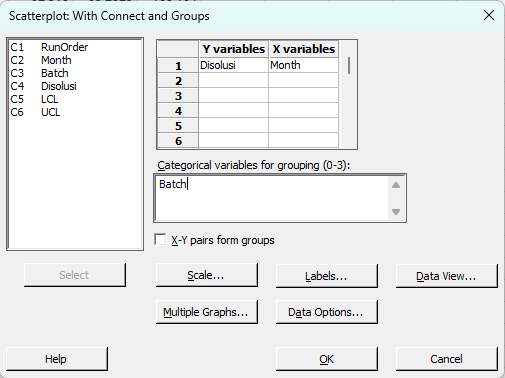 Scatterplot: With Connect and Groups
C1 RunOrder
C2 Month
C3 Batch
C4 Disolusi
C5 LCL
C6 UCL
Y variables X variables
1 Disolusi Month
2
3
4
5
6
Categorical variables for grouping (0-3):
Batch
X-Y pairs form groups
Select Scale... Labels... Data View...
Multiple Graphs... Data Options...
Help OK Cancel